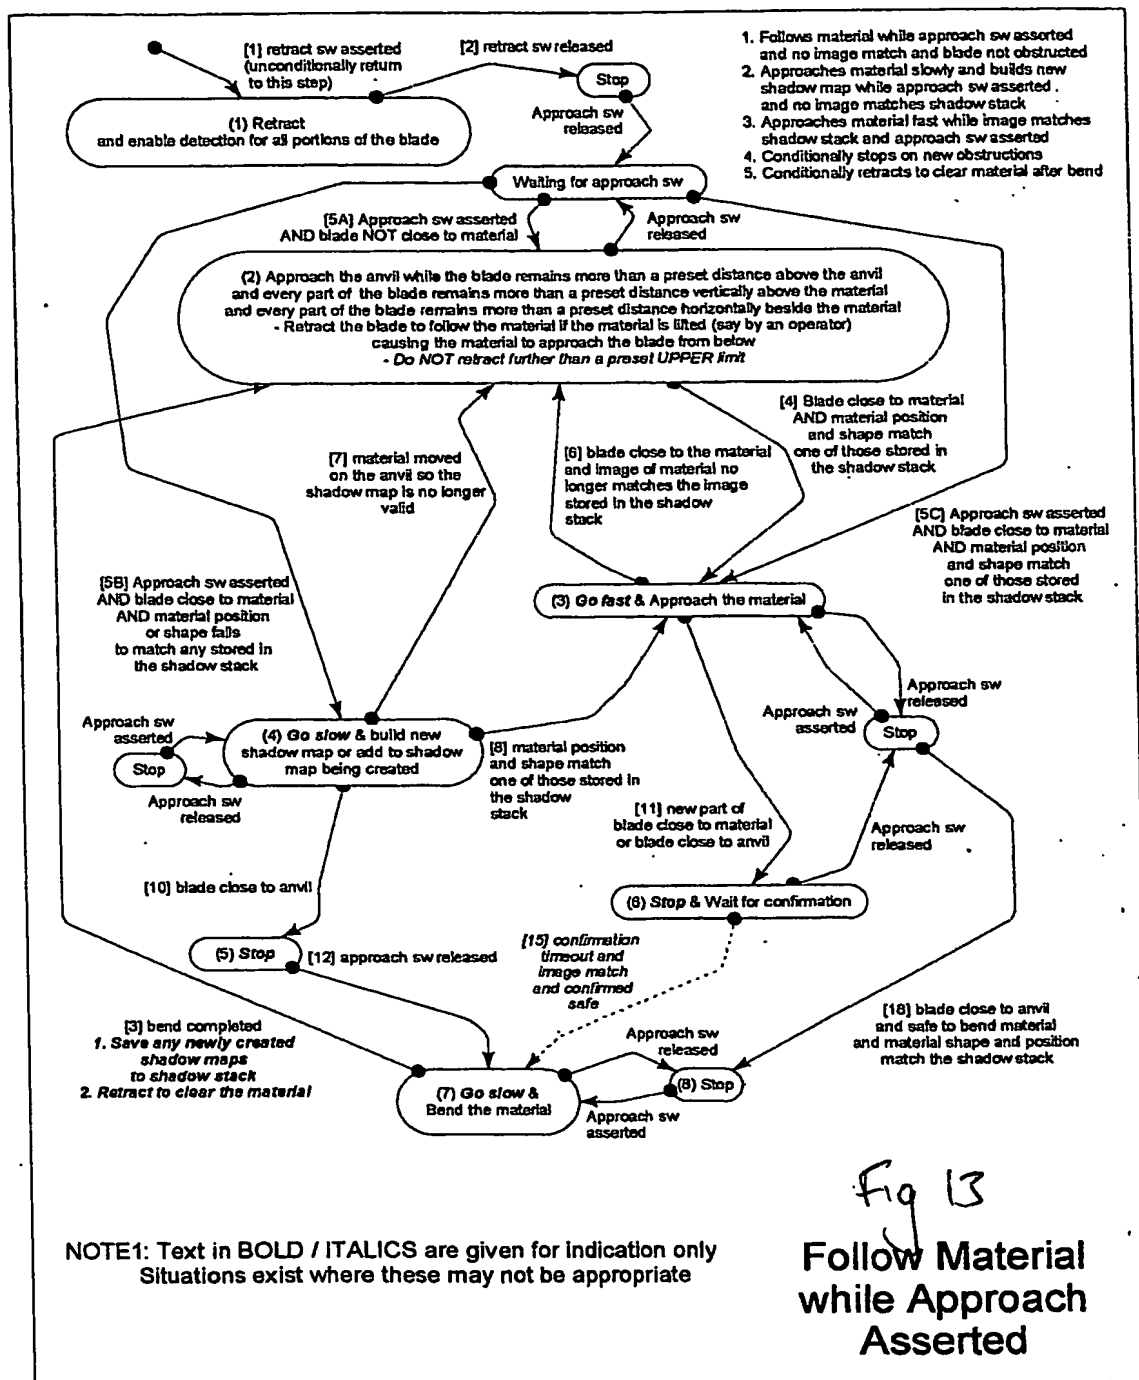 [1] retract sw asserted
(unconditionally return
to this step)
[2] retract sw released
Stop
Approach sw
released
1. Follows material while approach sw asserted
and no image match and blade not obstructed
2. Approaches material slowly and builds new
shadow map while approach sw asserted .
and no image matches shadow stack
3. Approaches material fast while image matches
shadow stack and approach sw asserted
4. Conditionally stops on new obstructions
5. Conditionally retracts to clear material after bend
(1) Retract
and enable detection for all portions of the blade
Waiting for approach sw
[5A] Approach sw asserted
AND blade NOT close to material
Approach sw
released
(2) Approach the anvil while the blade remains more than a preset distance above the anvil
and every part of the blade remains more than a preset distance vertically above the material
and every part of the blade remains more than a preset distance horizontally beside the material
- Retract the blade to follow the material if the material is lifted (say by an operator)
causing the material to approach the blade from below
- Do NOT retract further than a preset UPPER limit
[4] Blade close to material
AND material position
and shape match
one of those stored in
the shadow stack
[7] material moved
on the anvil so the
shadow map is no longer
valid
[6] blade close to the material
and image of material no
longer matches the image
stored in the shadow
stack
[5C] Approach sw asserted
AND blade close to material
AND material position
and shape match
one of those stored
in the shadow stack
[5B] Approach sw asserted
AND blade close to material
AND material position
or shape fails
to match any stored in
the shadow stack
(3) Go fast & Approach the material
Approach sw
released
Approach sw
asserted
Stop
Approach sw
asserted
Stop
Approach sw
released
(4) Go slow & build new
shadow map or add to shadow
map being created
[8] material position
and shape match
one of those stored in
the shadow
stack
[11] new part of
blade close to material
or blade close to anvil
Approach sw
released
[10] blade close to anvil
(6) Stop & Wait for confirmation
(5) Stop
[12] approach sw released
[15] confirmation
timeout and
image match
and confirmed
safe
[18] blade close to anvil
and safe to bend material
and material shape and position
match the shadow stack
[3] bend completed
1. Save any newly created
shadow maps
to shadow stack
2. Retract to clear the material
Approach sw
released
(7) Go slow &
Bend the material
(8) Stop
Approach sw
asserted
Fig 13
NOTE1: Text in BOLD / ITALICS are given for indication only
Situations exist where these may not be appropriate
Follow Material
while Approach
Asserted